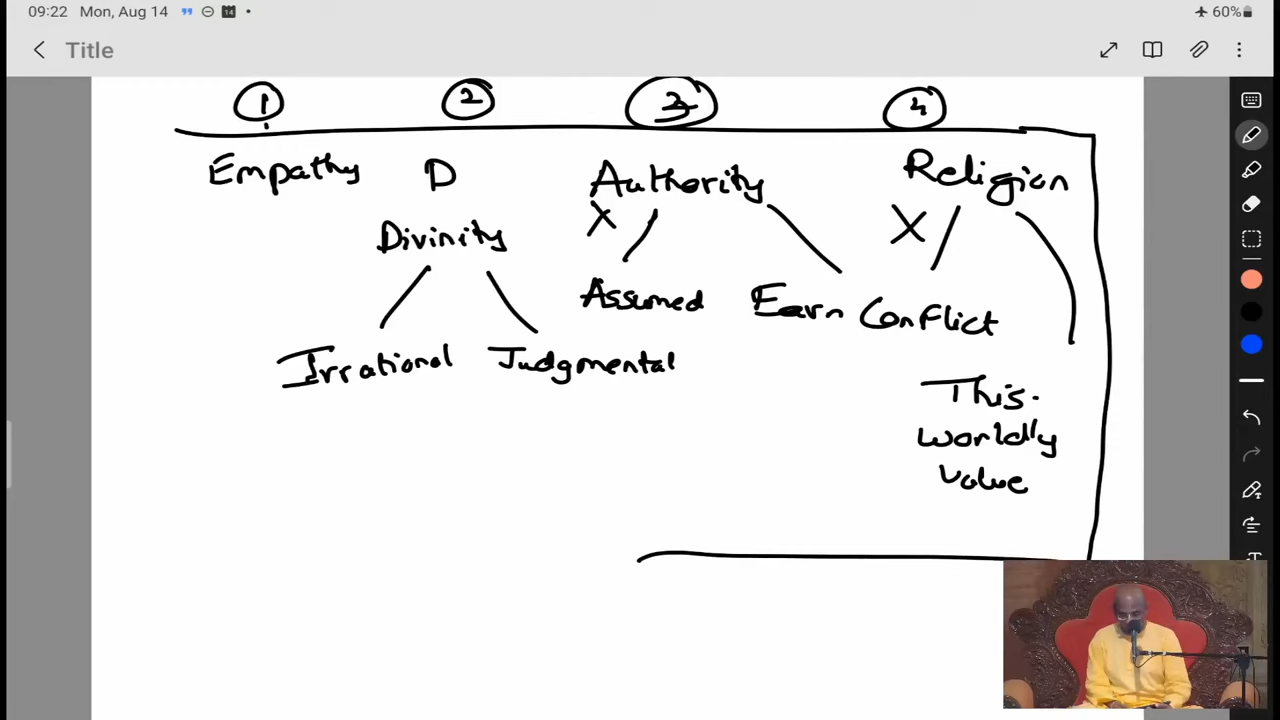 09:22 Mon, Aug 14 14 60%
Title
1 2 3 4
Empathy D Authority Religion
Divinity X X
Assumed Earn Conflict
Irrational Judgmental
This-
worldly
value